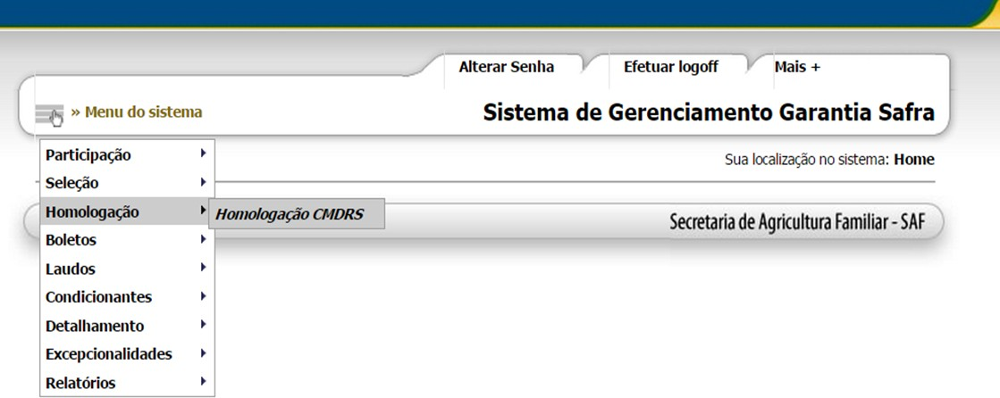 Alterar Senha Efetuar logoff Mais +
» Menu do sistema Sistema de Gerenciamento Garantia Safra
Sua localização no sistema: Home
Participação
Seleção
Homologação Homologação CMDRS
Secretaria de Agricultura Familiar - SAF
Boletos
Laudos
Condicionantes
Detalhamento
Excepcionalidades
Relatórios